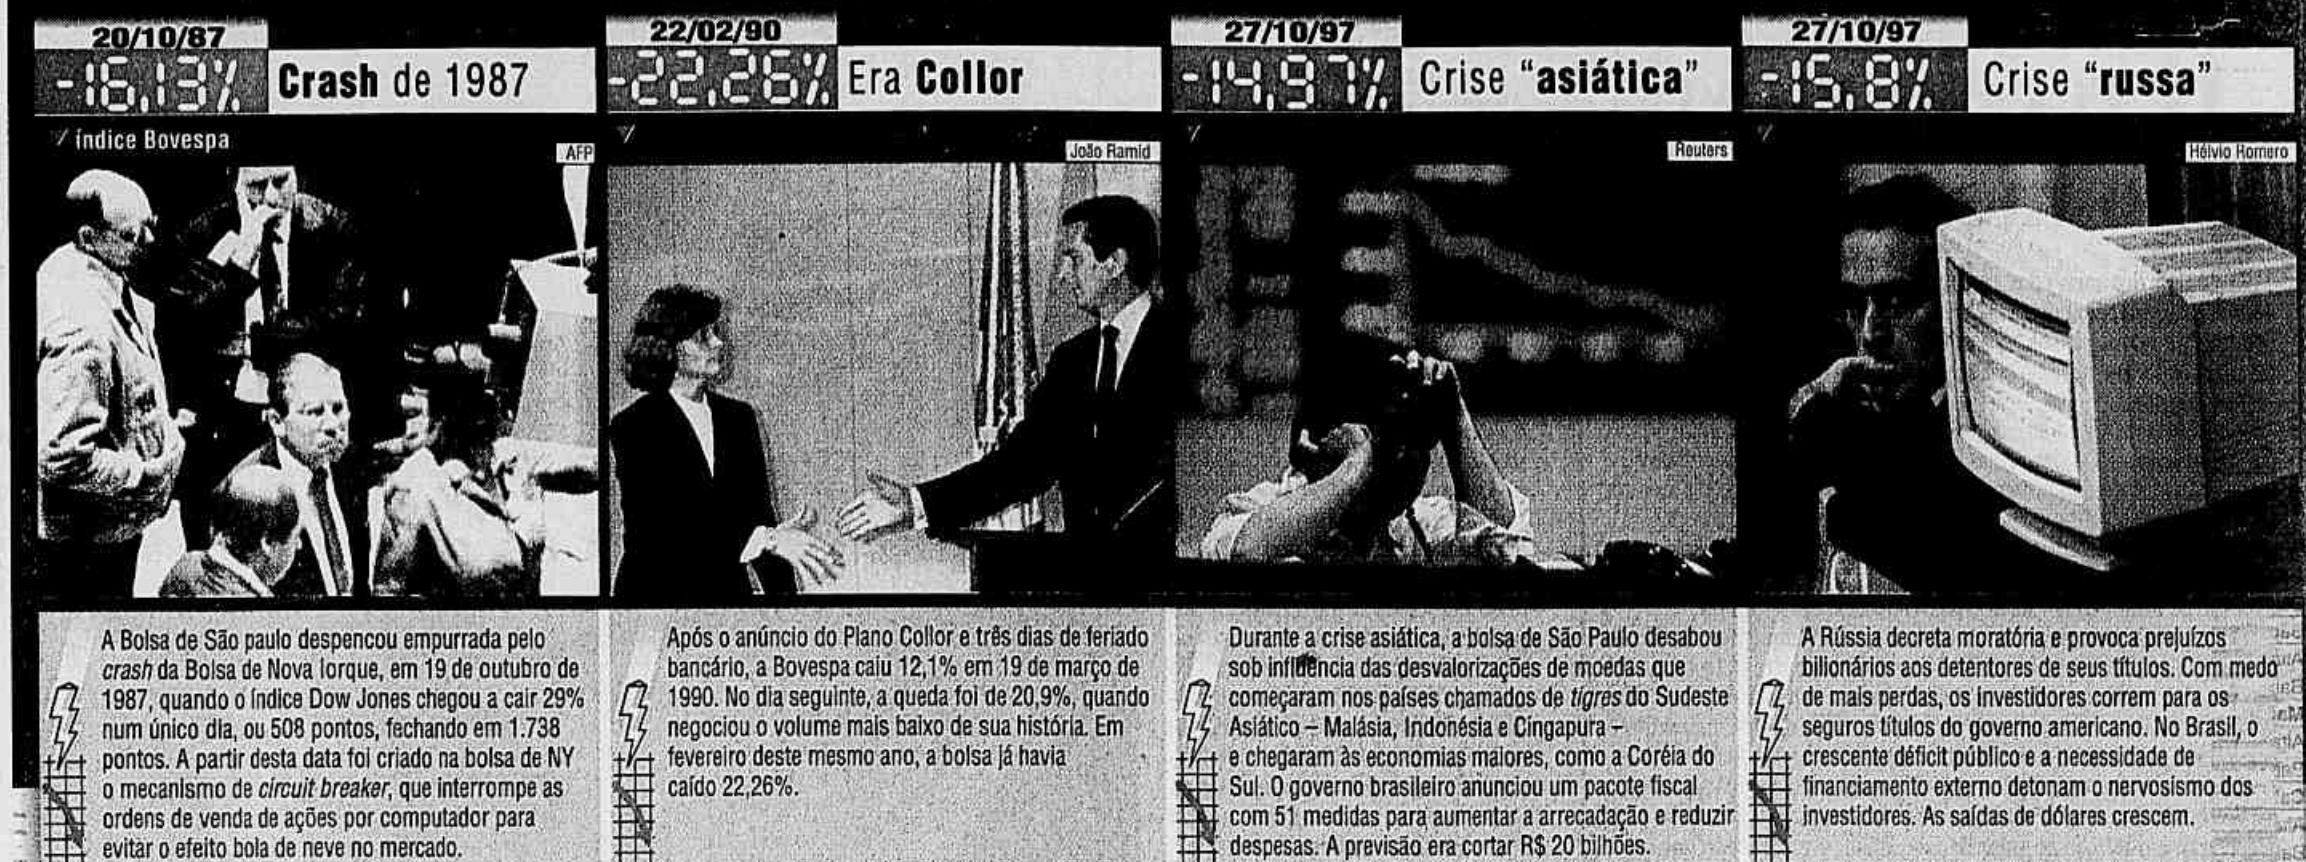 20/10/87
-16,13%
Crash de 1987
índice Bovespa
AFP
A Bolsa de São paulo despencou empurrada pelo
crash da Bolsa de Nova Iorque, em 19 de outubro de
1987, quando o índice Dow Jones chegou a cair 29%
num único dia, ou 508 pontos, fechando em 1.738
pontos. A partir desta data foi criado na bolsa de NY
o mecanismo de circuit breaker, que interrompe as
ordens de venda de ações por computador para
evitar o efeito bola de neve no mercado.
22/02/90
-22,26%
Era Collor
João Ramid
Após o anúncio do Plano Collor e três dias de feriado
bancário, a Bovespa caiu 12,1% em 19 de março de
1990. No dia seguinte, a queda foi de 20,9%, quando
negociou o volume mais baixo de sua história. Em
fevereiro deste mesmo ano, a bolsa já havia
caído 22,26%.
27/10/97
-14,97%
Crise "asiática"
Reuters
Durante a crise asiática, a bolsa de São Paulo desabou
sob influência das desvalorizações de moedas que
começaram nos países chamados de tigres do Sudeste
Asiático – Malásia, Indonésia e Cingapura –
e chegaram às economias maiores, como a Coréia do
Sul. O governo brasileiro anunciou um pacote fiscal
com 51 medidas para aumentar a arrecadação e reduzir
despesas. A previsão era cortar R$ 20 bilhões.
27/10/97
-15,8%
Crise "russa"
Hélvio Romero
A Rússia decreta moratória e provoca prejuízos
bilionários aos detentores de seus títulos. Com medo
de mais perdas, os investidores correm para os
seguros títulos do governo americano. No Brasil, o
crescente déficit público e a necessidade de
financiamento externo detonam o nervosismo dos
investidores. As saídas de dólares crescem.